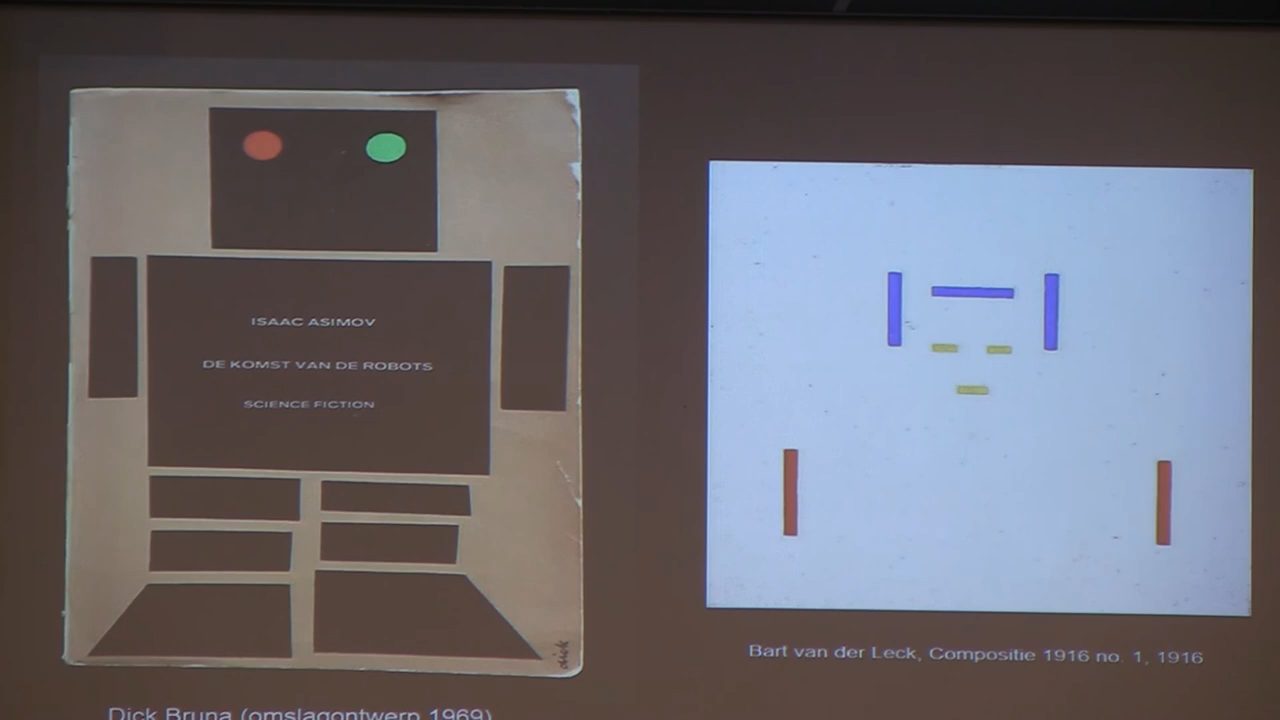 ISAAC ASIMOV
DE KOMST VAN DE ROBOTS
SCIENCE FICTION
dick
Dick Bruna (omslagontwerp 1969)
Bart van der Leck, Compositie 1916 no. 1, 1916